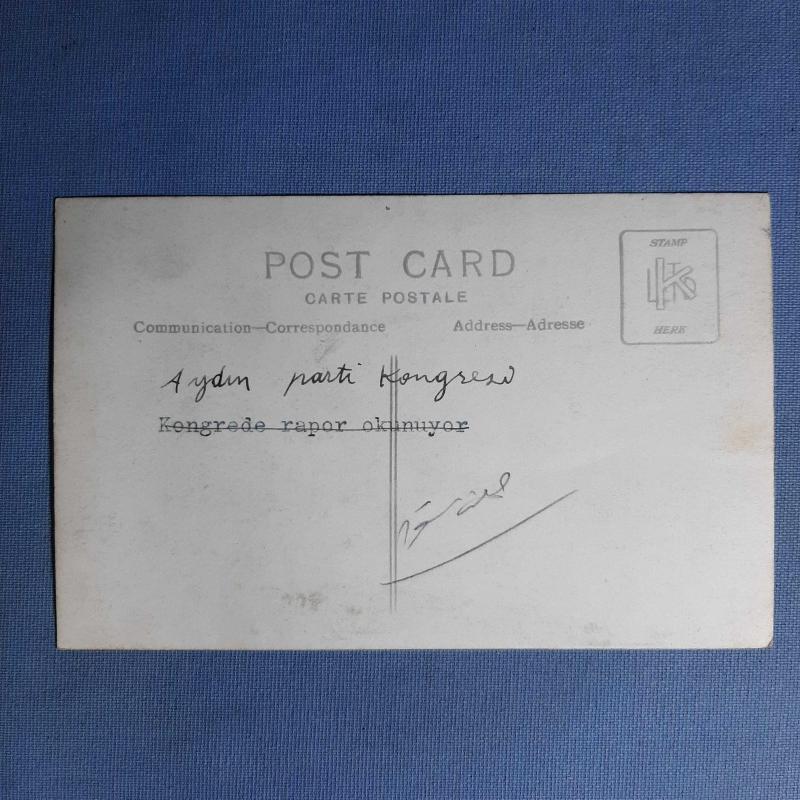 POST CARD
CARTE POSTALE
Communication—Correspondance
Address—Adresse
STAMP
HERE
Aydın parti Kongresi
Kongrede rapor okunuyor